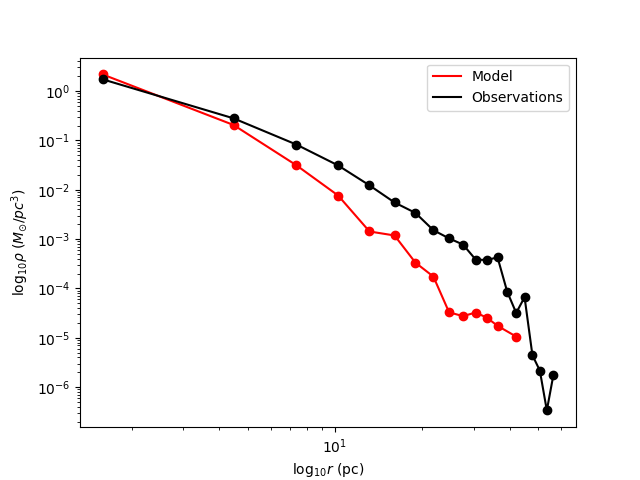 Model
Observations
10⁰
10⁻¹
10⁻²
10⁻³
10⁻⁴
10⁻⁵
10⁻⁶
log₁₀ρ (M⊙/pc³)
10¹
log₁₀r (pc)